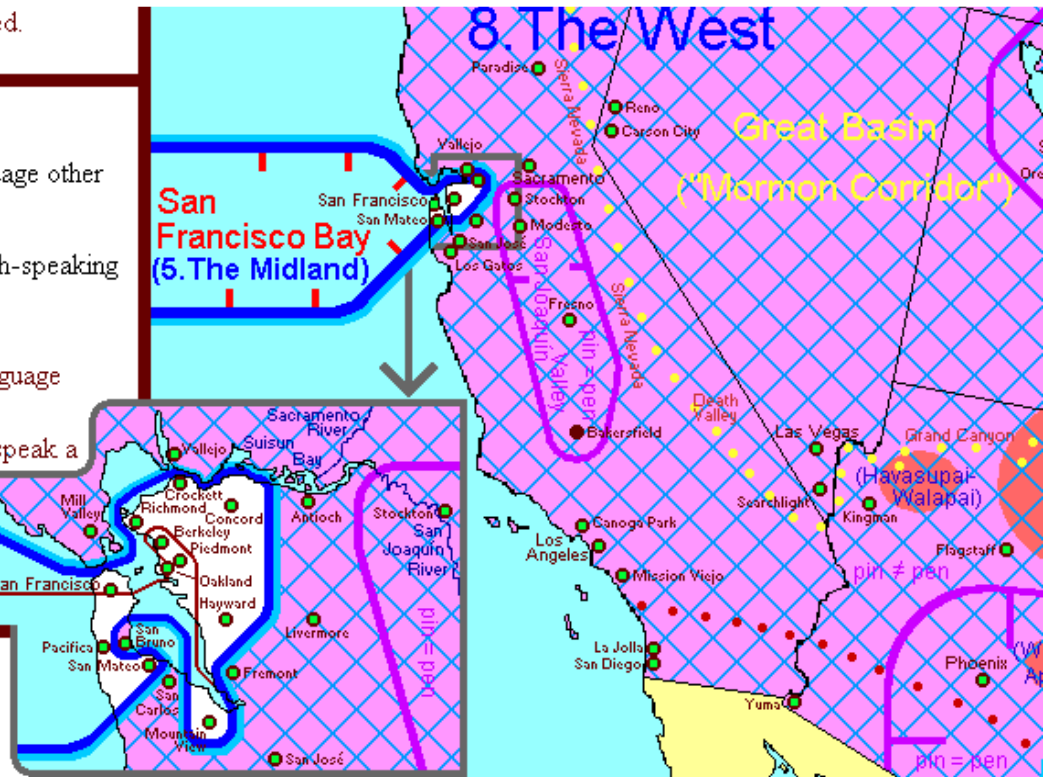 ed.
8.The West
Paradise
Sierra Nevada
Reno
Carson City
Great Basin
("Mormon Corridor")
age other
Vallejo
Sacramento
San Francisco
Stockton
San Mateo
Modesto
San José
Los Gatos
San
Francisco Bay
(5.The Midland)
h-speaking
San Joaquín
Valley
Fresno
pin = pen
Sierra Nevada
guage
speak a
Death
Valley
Bakersfield
Las Vegas
Grand Canyon
(Havasupai-
Walapai)
Searchlight
Kingman
Canoga Park
Los
Angeles
Flagstaff
Mission Viejo
pin ≠ pen
La Jolla
San Diego
Phoenix
Yuma
pin = pen
Sacramento
River
Vallejo
Suisun
Bay
Crockett
Mill
Valley
Richmond
Concord
Antioch
Stockton
Berkeley
San
Joaquin
River
Piedmont
San Francisco
Oakland
Hayward
pin = pen
San
Bruno
Livermore
Pacifica
San Mateo
Fremont
San
Carlos
Mountain
View
San José